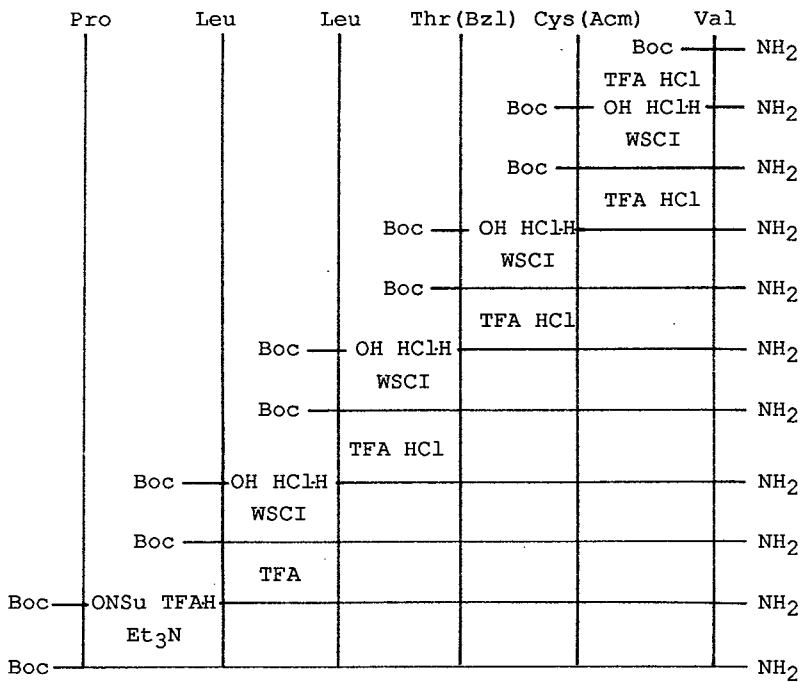 Pro Leu Leu Thr(Bzl) Cys(Acm) Val
Boc NH2
TFA HCl
Boc OH HCl·H NH2
WSCI
Boc NH2
TFA HCl
Boc OH HCl·H NH2
WSCI
Boc NH2
TFA HCl
Boc OH HCl·H NH2
WSCI
Boc NH2
TFA HCl
Boc OH HCl·H NH2
WSCI
Boc NH2
TFA
Boc ONSu TFA·H NH2
Et3N
Boc NH2